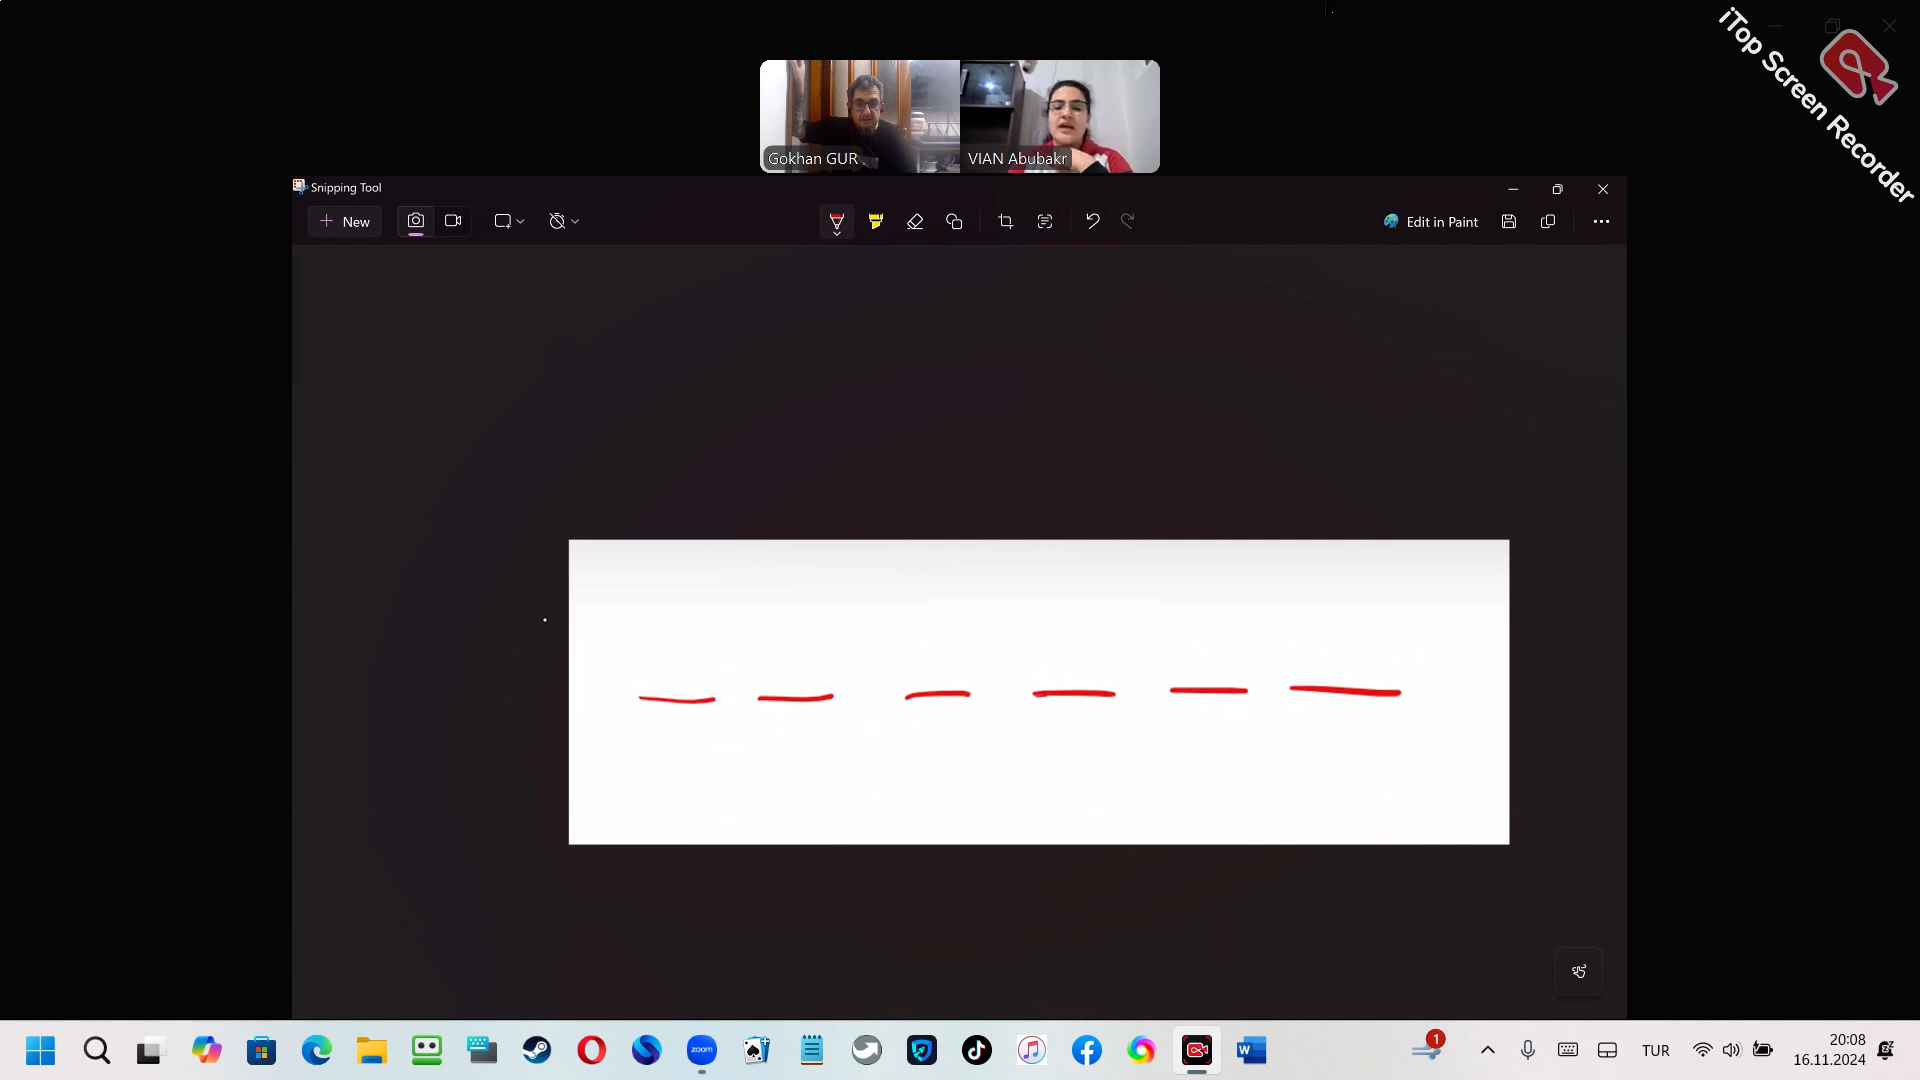 iTop Screen Recorder
Gokhan GUR
VIAN Abubakr
Snipping Tool
New
Edit in Paint
zoom
W
1
TUR
20:08
16.11.2024